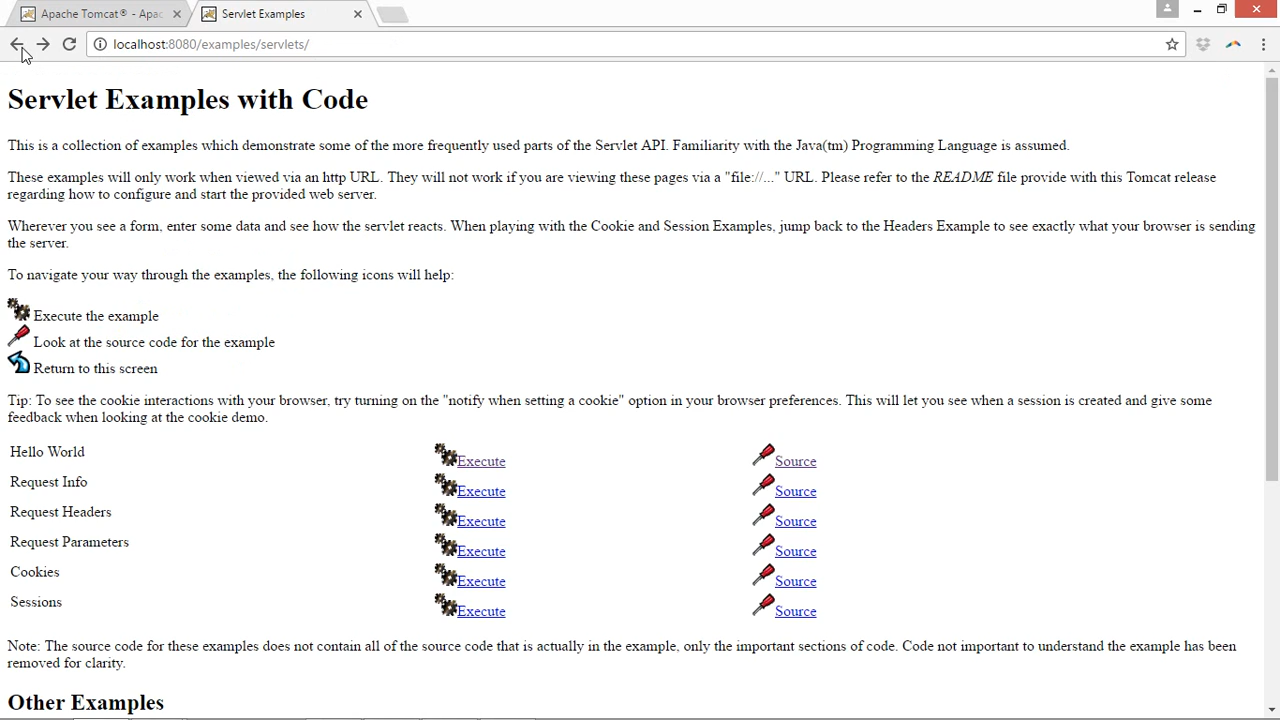 Apache Tomcat® - Apac
Servlet Examples
localhost:8080/examples/servlets/
Servlet Examples with Code
This is a collection of examples which demonstrate some of the more frequently used parts of the Servlet API. Familiarity with the Java(tm) Programming Language is assumed.
These examples will only work when viewed via an http URL. They will not work if you are viewing these pages via a "file://..." URL. Please refer to the README file provide with this Tomcat release
regarding how to configure and start the provided web server.
Wherever you see a form, enter some data and see how the servlet reacts. When playing with the Cookie and Session Examples, jump back to the Headers Example to see exactly what your browser is sending
the server.
To navigate your way through the examples, the following icons will help:
Execute the example
Look at the source code for the example
Return to this screen
Tip: To see the cookie interactions with your browser, try turning on the "notify when setting a cookie" option in your browser preferences. This will let you see when a session is created and give some
feedback when looking at the cookie demo.
Hello World Execute Source
Request Info Execute Source
Request Headers Execute Source
Request Parameters Execute Source
Cookies Execute Source
Sessions Execute Source
Note: The source code for these examples does not contain all of the source code that is actually in the example, only the important sections of code. Code not important to understand the example has been
removed for clarity.
Other Examples